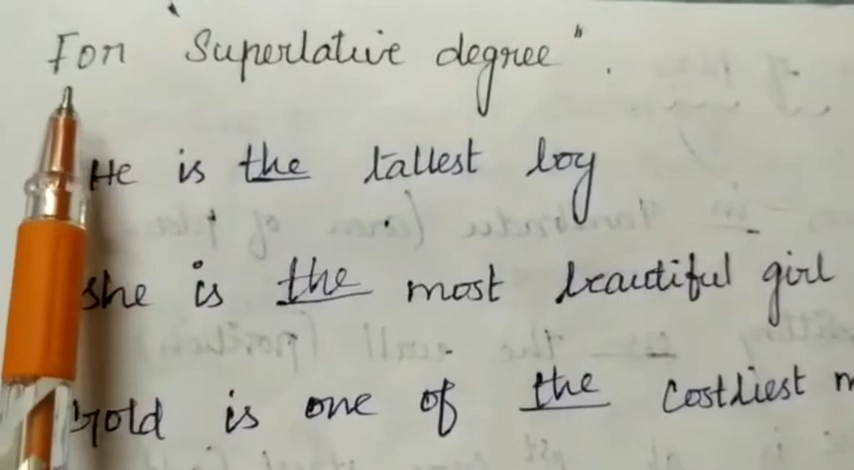 For "Superlative degree".
He is the tallest boy
She is the most beautiful girl
Gold is one of the costliest